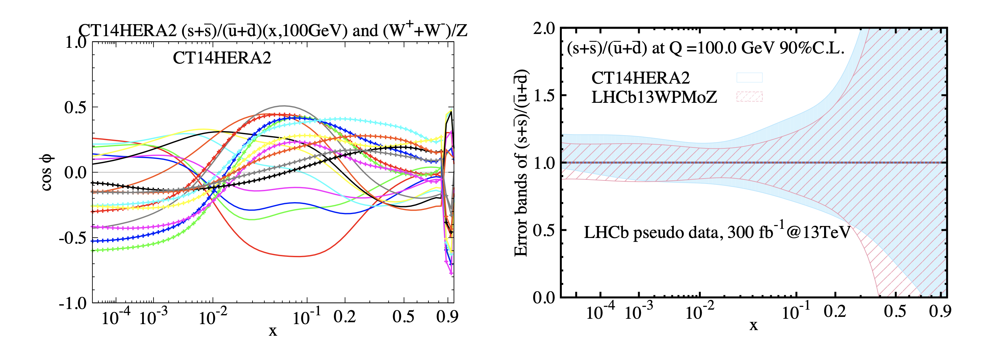 CT14HERA2 (s+s̅)/(u̅+d̅)(x,100GeV) and (W⁺+W⁻)/Z
CT14HERA2
cos ϕ
1.0
0.5
0.0
-0.5
-1.0
10⁻⁴ 10⁻³ 10⁻² 10⁻¹ 0.2 0.5 0.9
x
(s+s̅)/(u̅+d̅) at Q =100.0 GeV 90%C.L.
CT14HERA2
LHCb13WPMoZ
LHCb pseudo data, 300 fb⁻¹@13TeV
Error bands of (s+s̅)/(u̅+d̅)
2.0
1.5
1.0
0.5
0.0
10⁻⁴ 10⁻³ 10⁻² 10⁻¹ 0.2 0.5 0.9
x